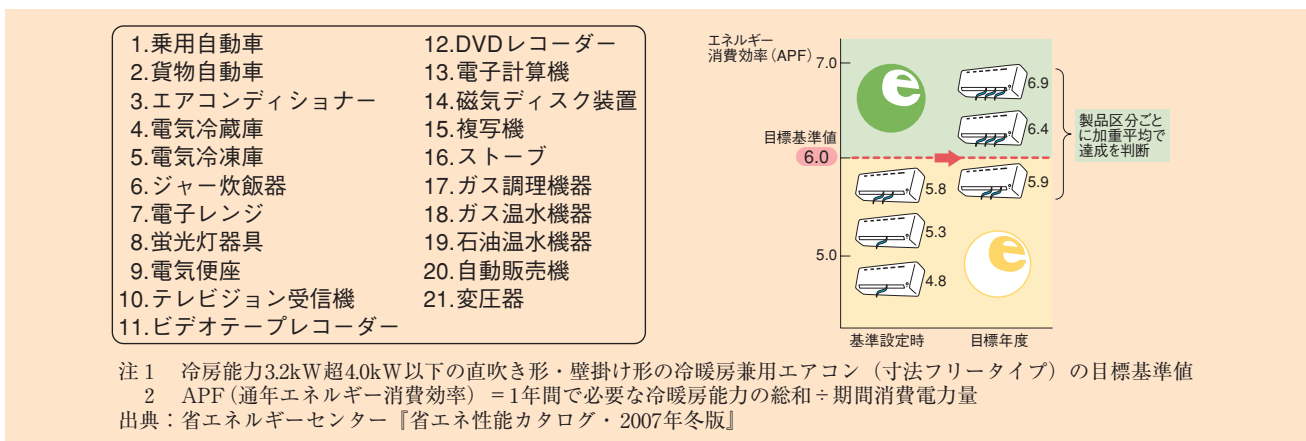 1.乗用自動車
2.貨物自動車
3.エアコンディショナー
4.電気冷蔵庫
5.電気冷凍庫
6.ジャー炊飯器
7.電子レンジ
8.蛍光灯器具
9.電気便座
10.テレビジョン受信機
11.ビデオテープレコーダー
12.DVDレコーダー
13.電子計算機
14.磁気ディスク装置
15.複写機
16.ストーブ
17.ガス調理機器
18.ガス温水機器
19.石油温水機器
20.自動販売機
21.変圧器
エネルギー
消費効率(APF)
7.0
e
6.9
6.4
目標基準値
6.0
5.8
5.9
5.3
5.0
e
4.8
基準設定時
目標年度
製品区分ごと
に加重平均で
達成を判断
注1 冷房能力3.2kW超4.0kW以下の直吹き形・壁掛け形の冷暖房兼用エアコン(寸法フリータイプ)の目標基準値
2 APF(通年エネルギー消費効率)=1年間で必要な冷暖房能力の総和÷期間消費電力量
出典:省エネルギーセンター『省エネ性能カタログ・2007年冬版』